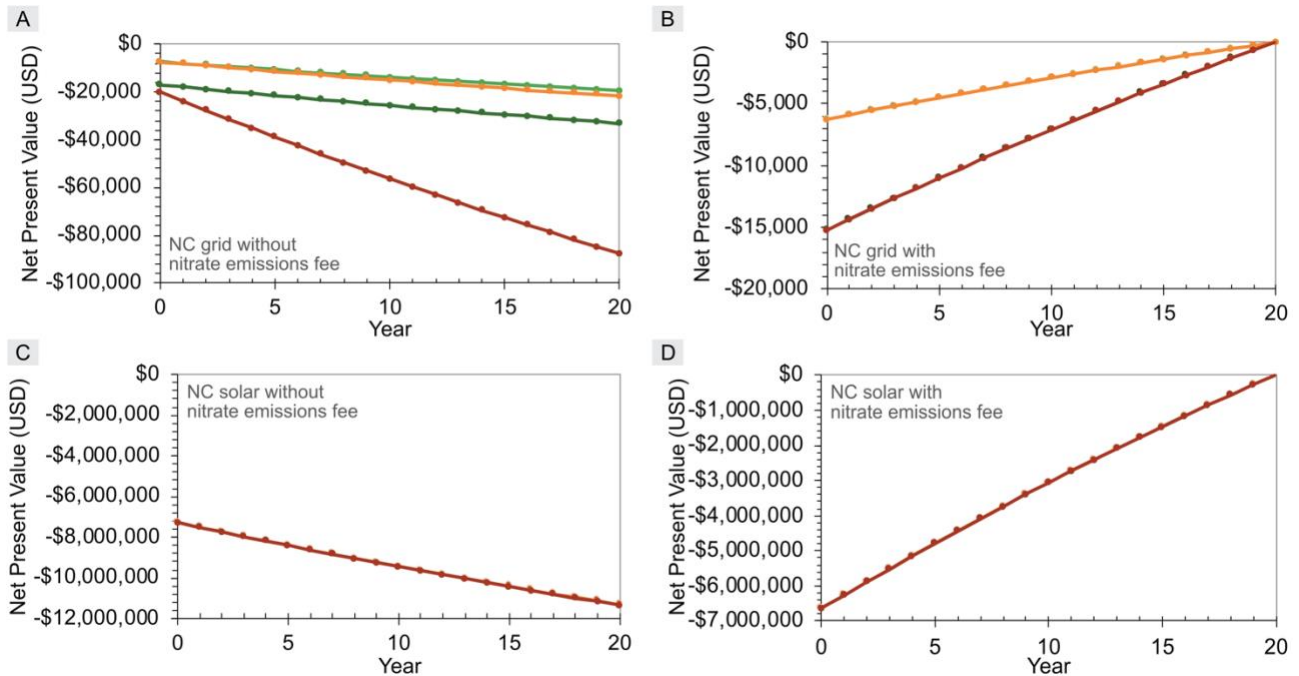 A
Net Present Value (USD)
$0
-$20,000
-$40,000
-$60,000
-$80,000
-$100,000
NC grid without
nitrate emissions fee
0 5 10 15 20
Year
B
Net Present Value (USD)
$0
-$5,000
-$10,000
-$15,000
-$20,000
NC grid with
nitrate emissions fee
0 5 10 15 20
Year
C
Net Present Value (USD)
$0
-$2,000,000
-$4,000,000
-$6,000,000
-$8,000,000
-$10,000,000
-$12,000,000
NC solar without
nitrate emissions fee
0 5 10 15 20
Year
D
Net Present Value (USD)
$0
-$1,000,000
-$2,000,000
-$3,000,000
-$4,000,000
-$5,000,000
-$6,000,000
-$7,000,000
NC solar with
nitrate emissions fee
0 5 10 15 20
Year